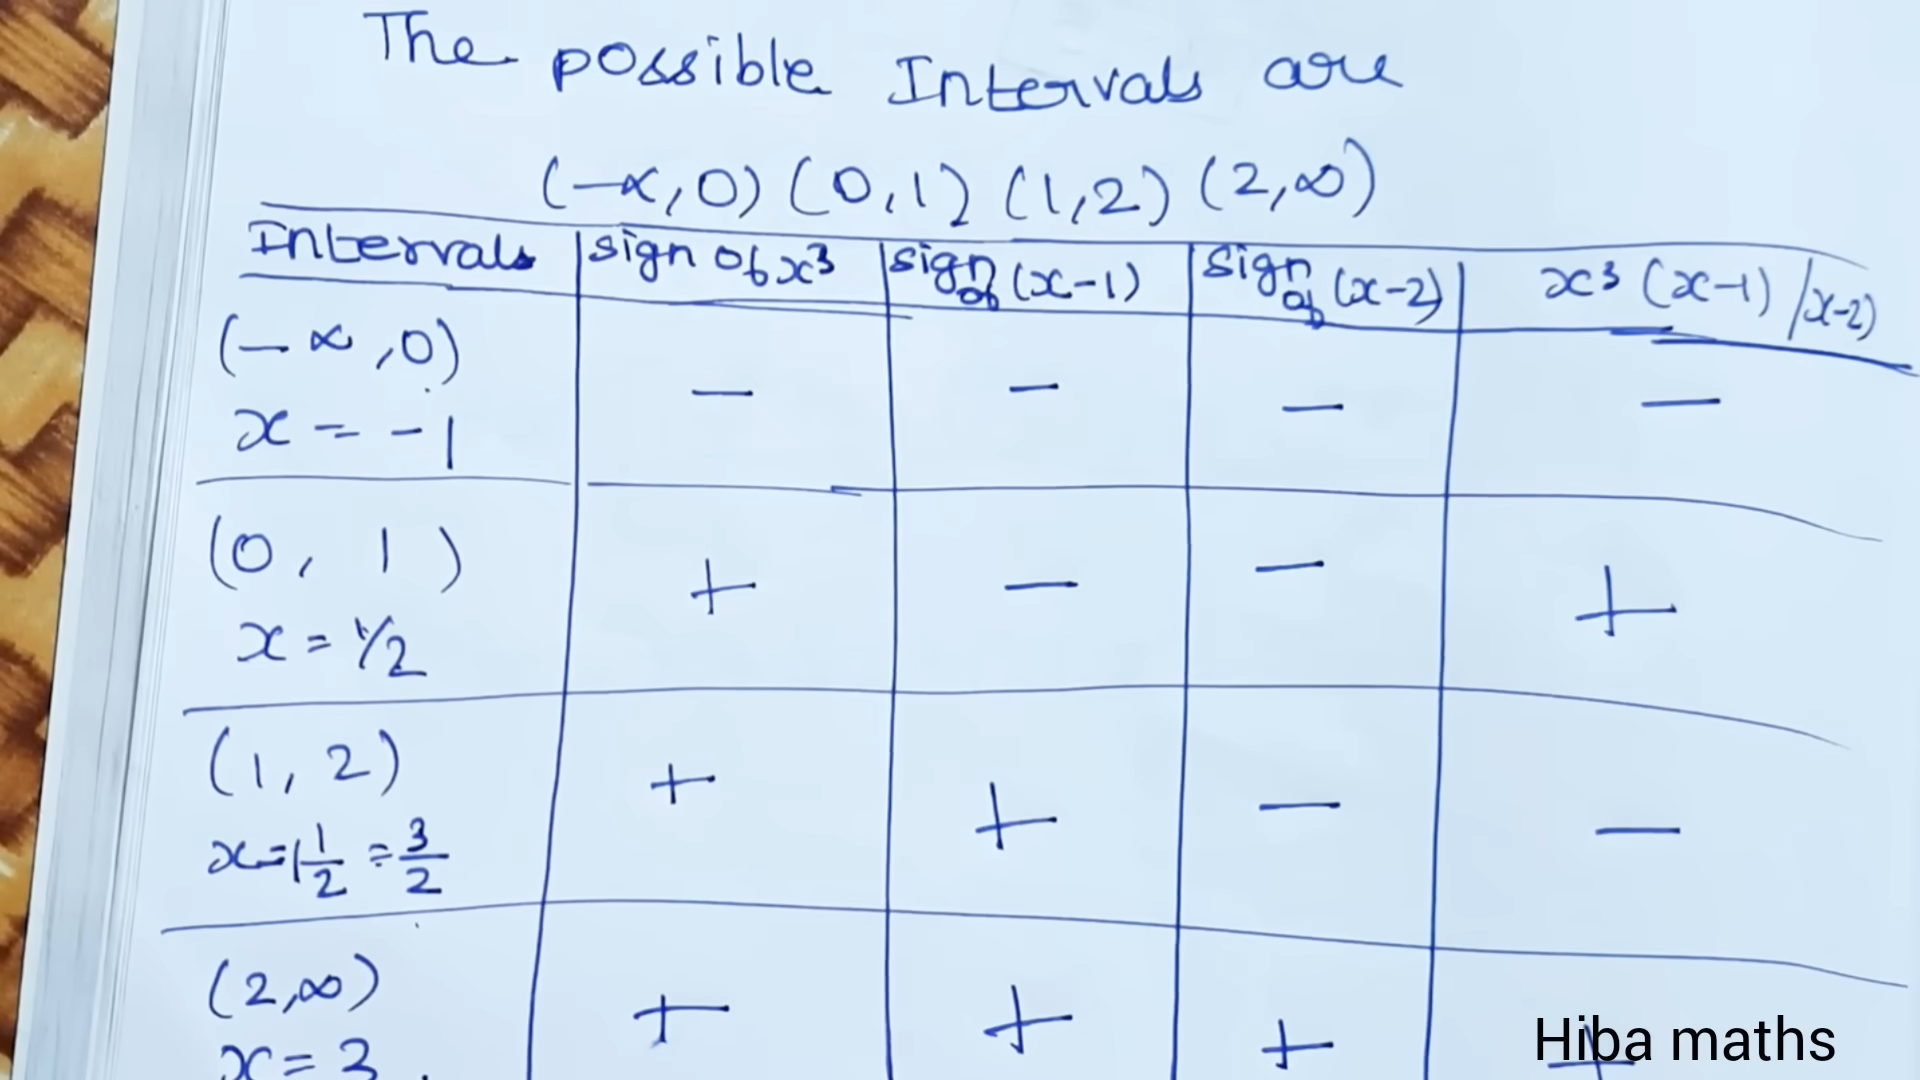 The possible Intervals are
(-∝,0) (0,1) (1,2) (2,∞)
Intervals sign of x³ sign of (x-1) sign of (x-2) x³ (x-1) /x-2)
(-∝,0) − − − −
x = -1
(0, 1) + − − +
x = 1/2
(1, 2) + + − −
x=1 1/2 = 3/2
(2,∞) + + + +
x = 3
Hiba maths